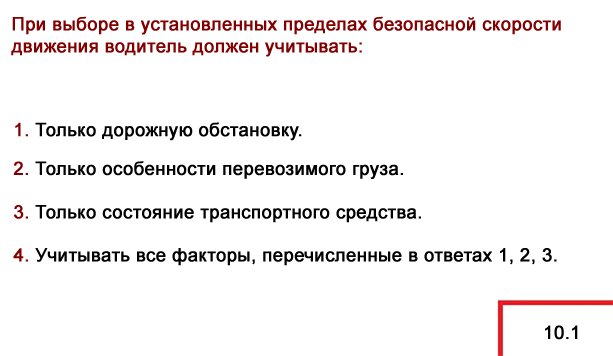 При выборе в установленных пределах безопасной скорости
движения водитель должен учитывать:
1. Только дорожную обстановку.
2. Только особенности перевозимого груза.
3. Только состояние транспортного средства.
4. Учитывать все факторы, перечисленные в ответах 1, 2, 3.
10.1